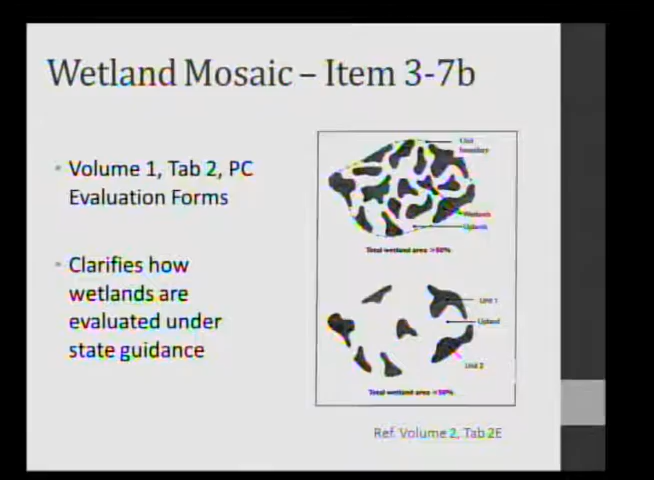 Wetland Mosaic – Item 3-7b
Volume 1, Tab 2, PC
Evaluation Forms
Clarifies how
wetlands are
evaluated under
state guidance
Unit
boundary
Wetlands
Uplands
Total wetland area >50%
Unit 1
Upland
Unit 2
Total wetland area
Ref. Volume 2, Tab 2E